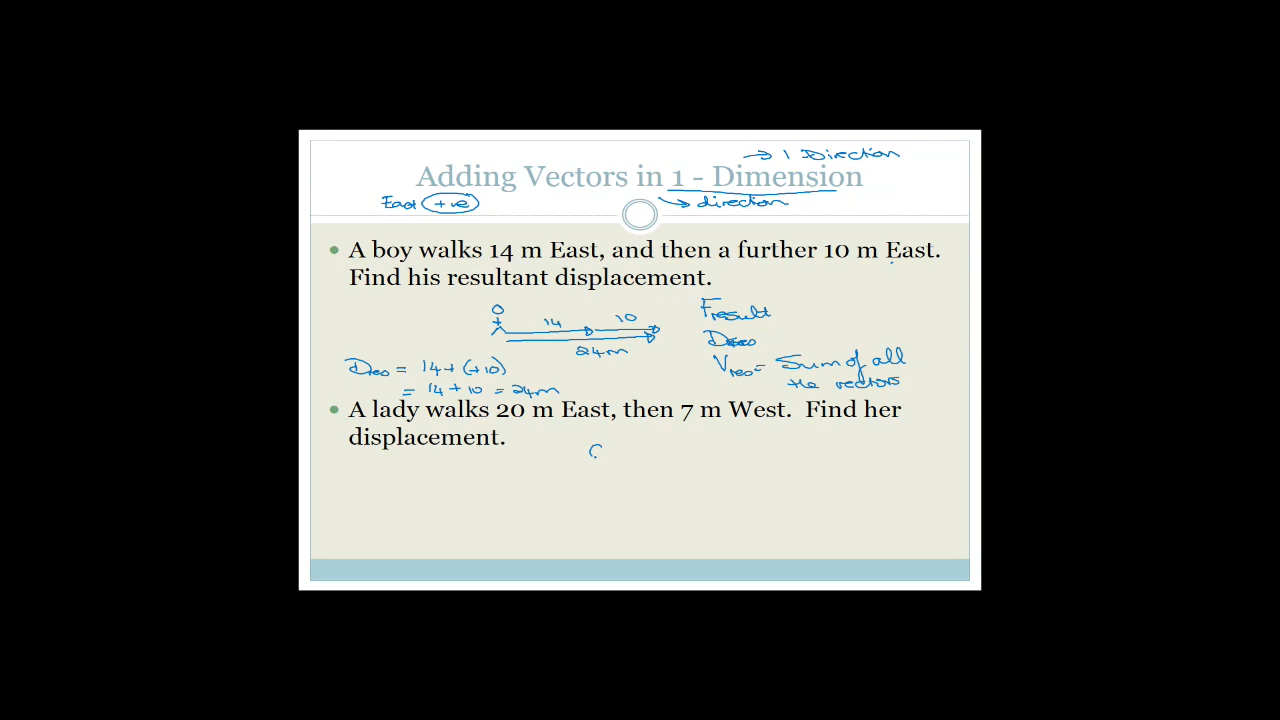 → 1 Direction
Adding Vectors in 1 - Dimension
East +ve
→ direction
• A boy walks 14 m East, and then a further 10 m East.
Find his resultant displacement.
14 10
24m
Fresult
Dres
Vres = Sum of all
the vectors
Dres = 14 + (+10)
= 14 + 10 = 24m
• A lady walks 20 m East, then 7 m West. Find her
displacement.